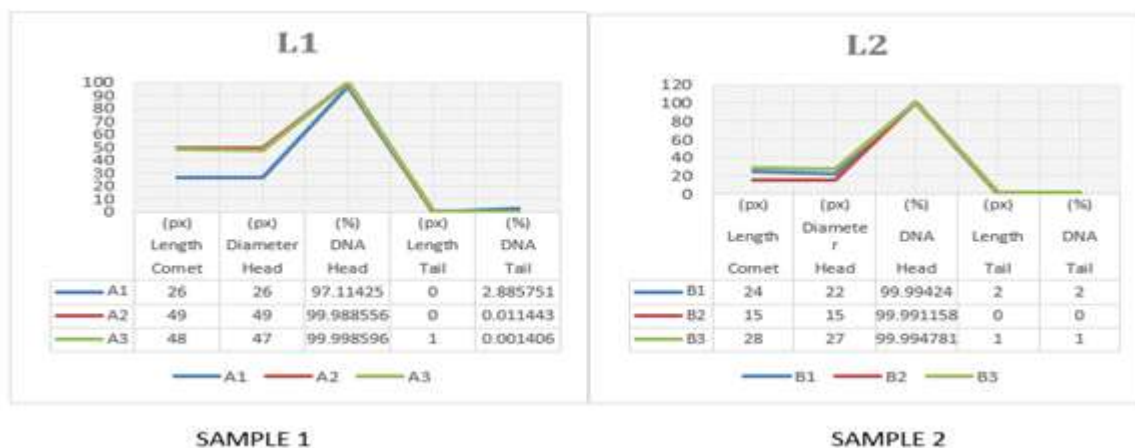 L1
100
90
80
70
60
50
40
30
20
10
0
(px) (px) (%) (px) (%)
Length Diameter DNA Length DNA
Comet Head Head Tail Tail
A1 26 26 97.11425 0 2.885751
A2 49 49 99.988556 0 0.011443
A3 48 47 99.998596 1 0.001406
A1 A2 A3
SAMPLE 1
L2
120
100
80
60
40
20
0
(px) (px) (%) (px) (%)
Length Diamete r DNA Length DNA
Comet Head Head Tail Tail
B1 24 22 99.99424 2 2
B2 15 15 99.991158 0 0
B3 28 27 99.994781 1 1
B1 B2 B3
SAMPLE 2